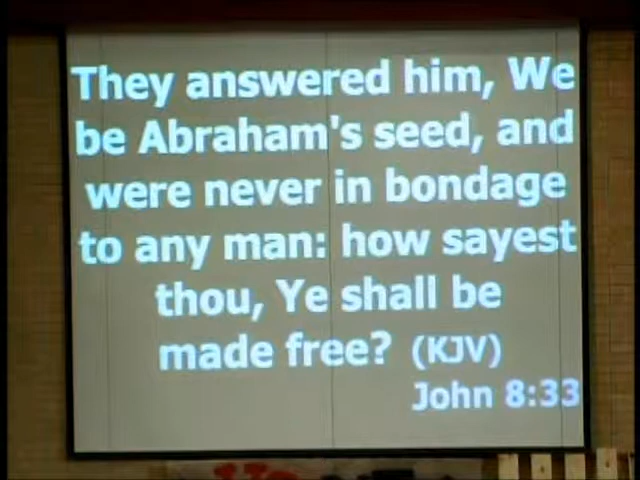 They answered him, We
be Abraham's seed, and
were never in bondage
to any man: how sayest
thou, Ye shall be
made free? (KJV)
John 8:33